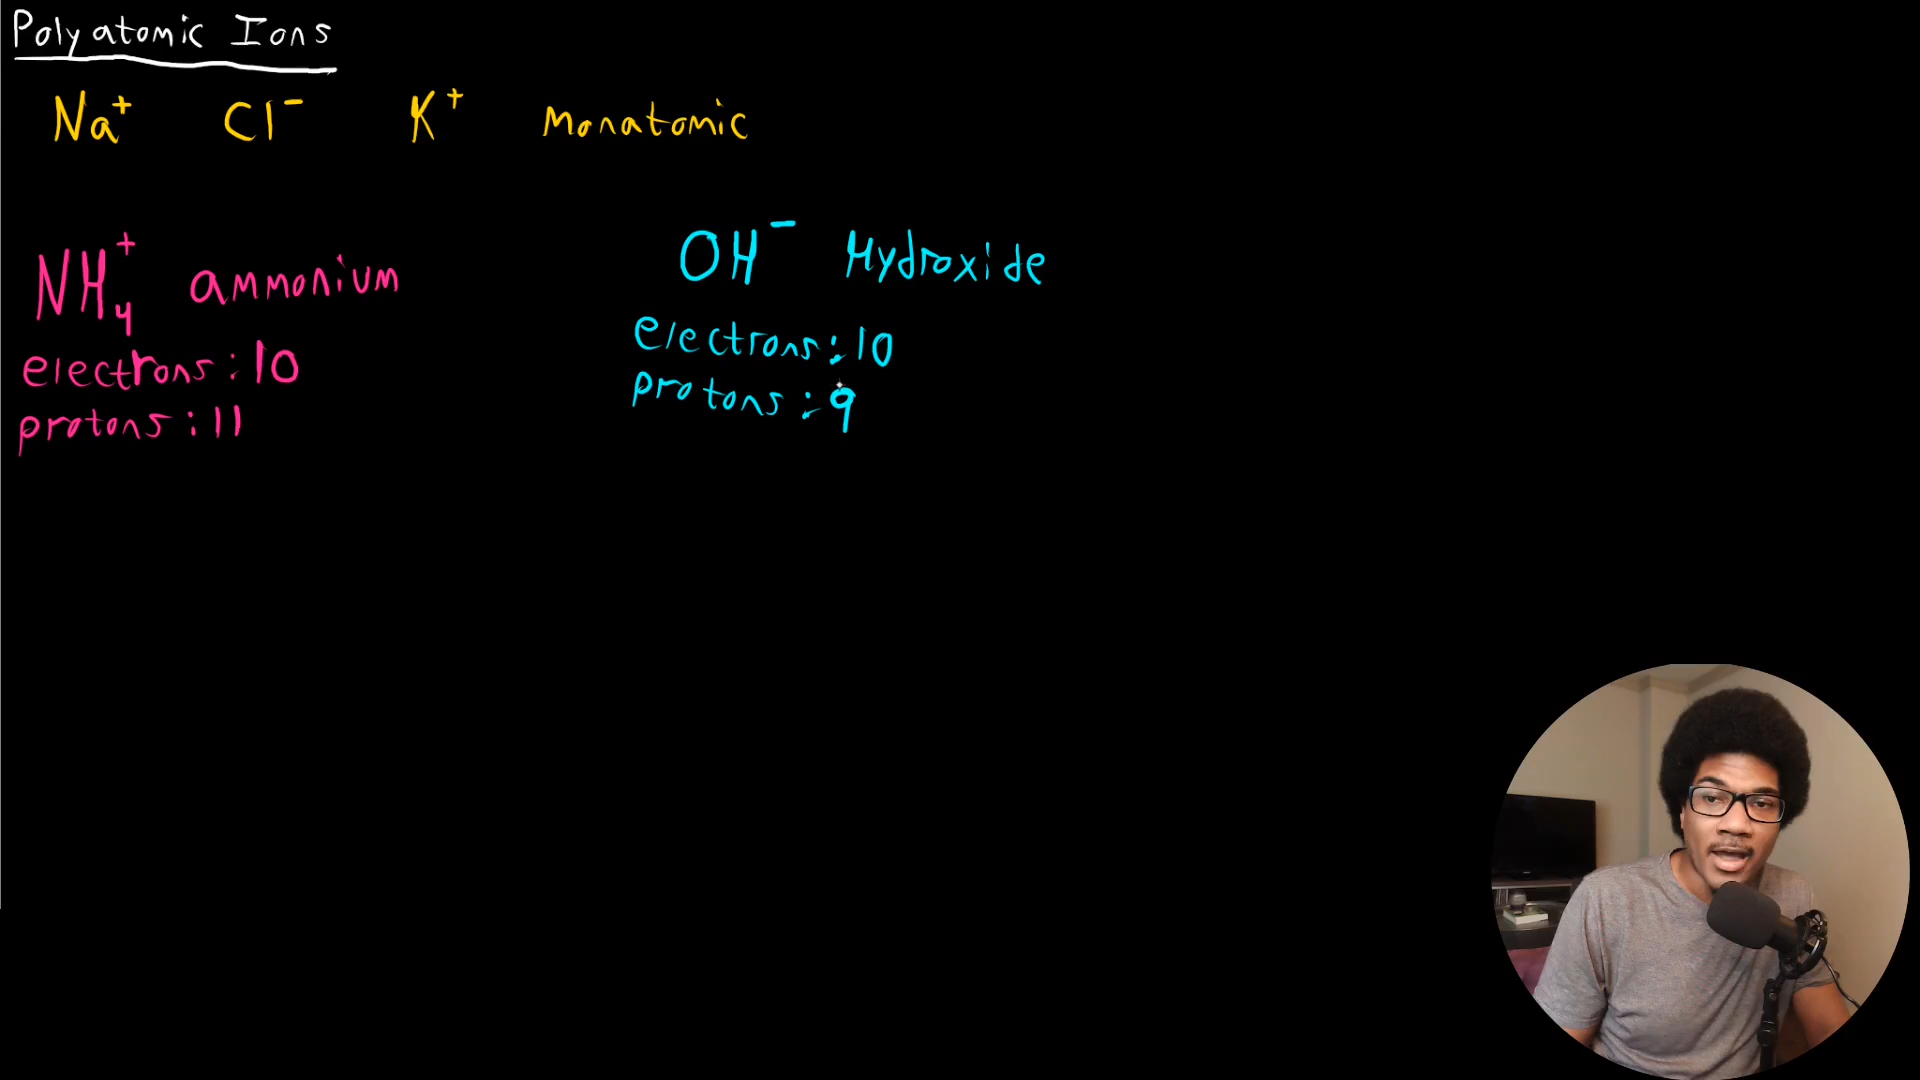 Polyatomic Ions
Na⁺ Cl⁻ K⁺ Monatomic
NH₄⁺ ammonium
electrons: 10
protons: 11
OH⁻ Hydroxide
electrons: 10
protons: 9